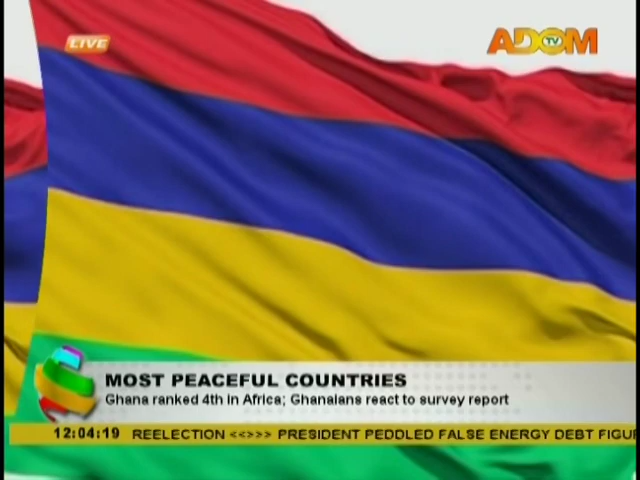 LIVE
ADOM TV
MOST PEACEFUL COUNTRIES
Ghana ranked 4th in Africa; Ghanaians react to survey report
12:04:19 REELECTION <<>>> PRESIDENT PEDDLED FALSE ENERGY DEBT FIGU